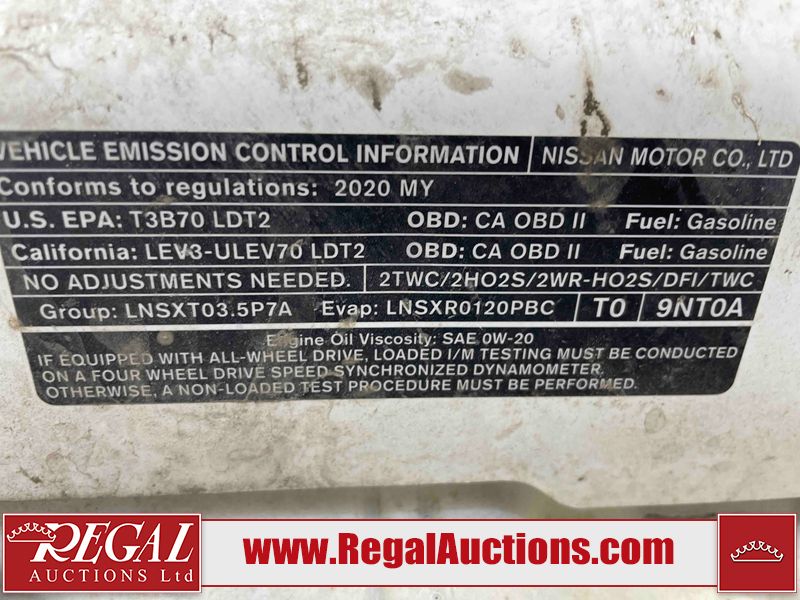 VEHICLE EMISSION CONTROL INFORMATION NISSAN MOTOR CO., LTD
Conforms to regulations: 2020 MY
U.S. EPA: T3B70 LDT2 OBD: CA OBD II Fuel: Gasoline
California: LEV3-ULEV70 LDT2 OBD: CA OBD II Fuel: Gasoline
NO ADJUSTMENTS NEEDED. 2TWC/2HO2S/2WR-HO2S/DFI/TWC
Group: LNSXT03.5P7A Evap: LNSXR0120PBC T0 9NT0A
Engine Oil Viscosity: SAE 0W-20
IF EQUIPPED WITH ALL-WHEEL DRIVE, LOADED I/M TESTING MUST BE CONDUCTED
ON A FOUR WHEEL DRIVE SPEED SYNCHRONIZED DYNAMOMETER.
OTHERWISE, A NON-LOADED TEST PROCEDURE MUST BE PERFORMED.
REGAL
AUCTIONS Ltd
www.RegalAuctions.com